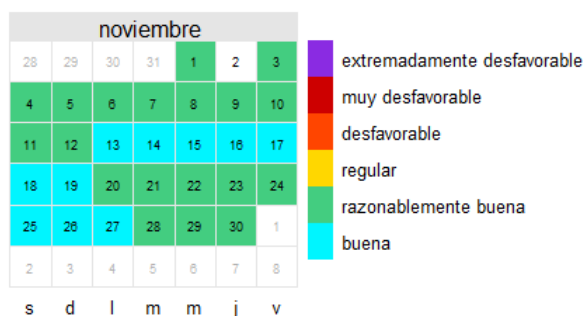 noviembre
28 29 30 31 1 2 3
4 5 6 7 8 9 10
11 12 13 14 15 16 17
18 19 20 21 22 23 24
25 26 27 28 29 30 1
2 3 4 5 6 7 8
s d l m m j v
extremadamente desfavorable
muy desfavorable
desfavorable
regular
razonablemente buena
buena